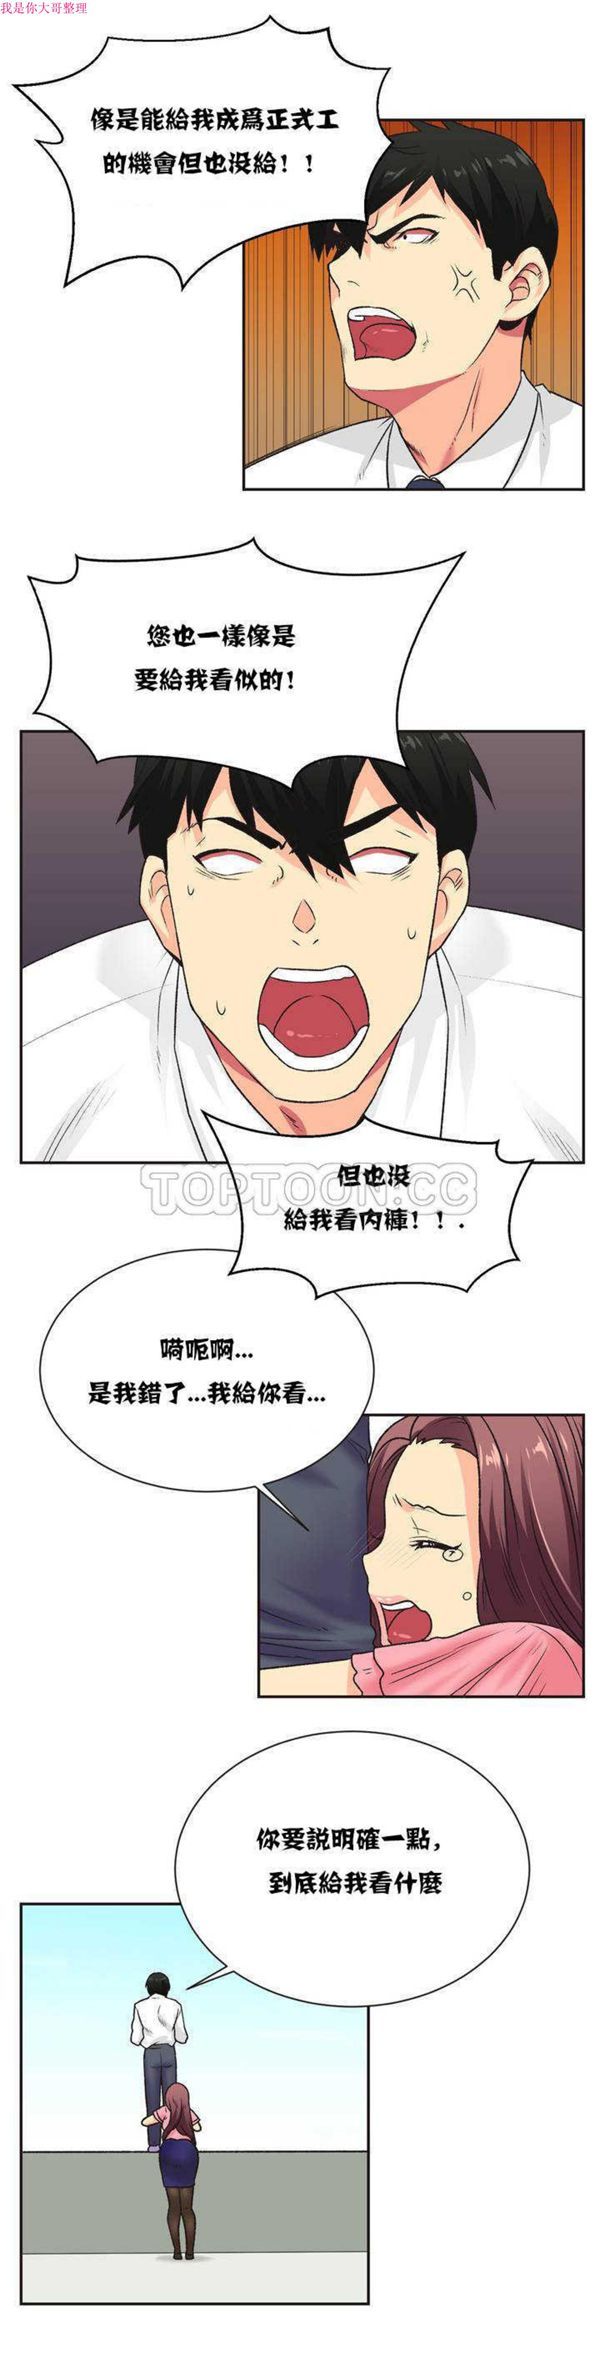 我是你大哥整理
像是能給我成爲正式工
的機會但也没給！！
您也一樣像是
要給我看似的！
但也没
給我看内褲！！.
TOPTOON.CC
嗬呃啊...
是我錯了...我給你看...
你要説明確一點，
到底給我看什麼